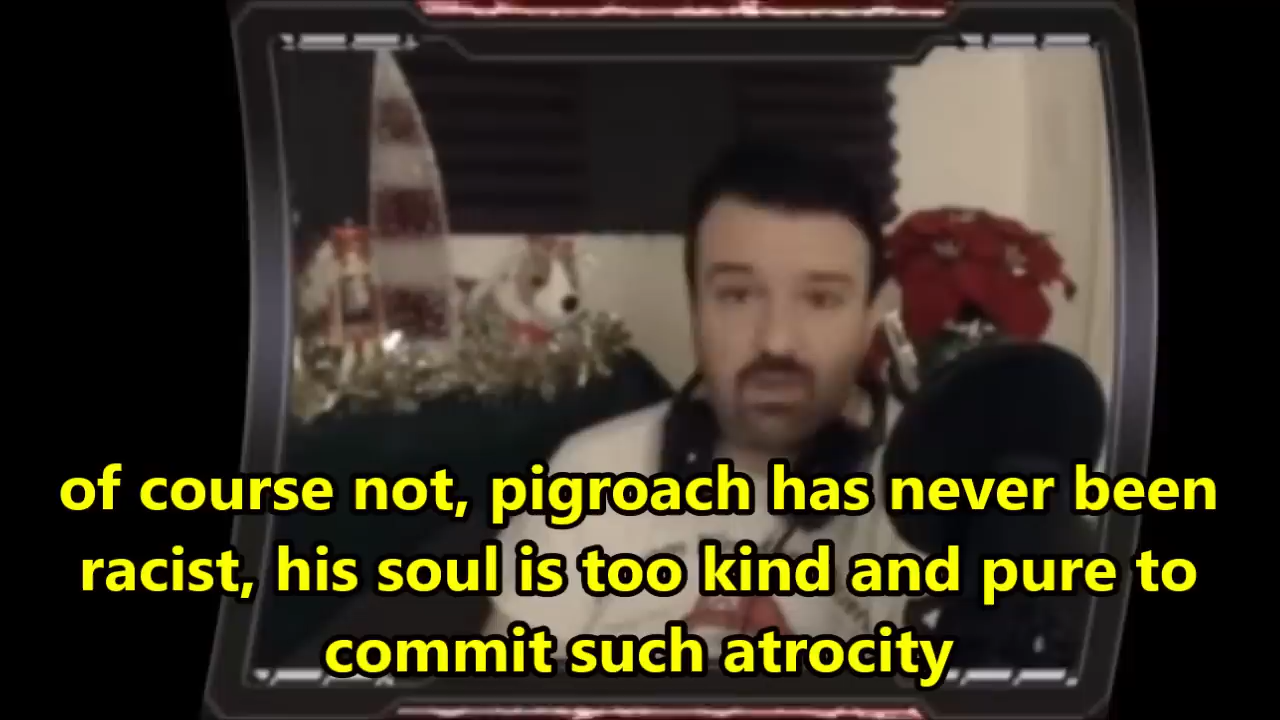 of course not, pigroach has never been
racist, his soul is too kind and pure to
commit such atrocity